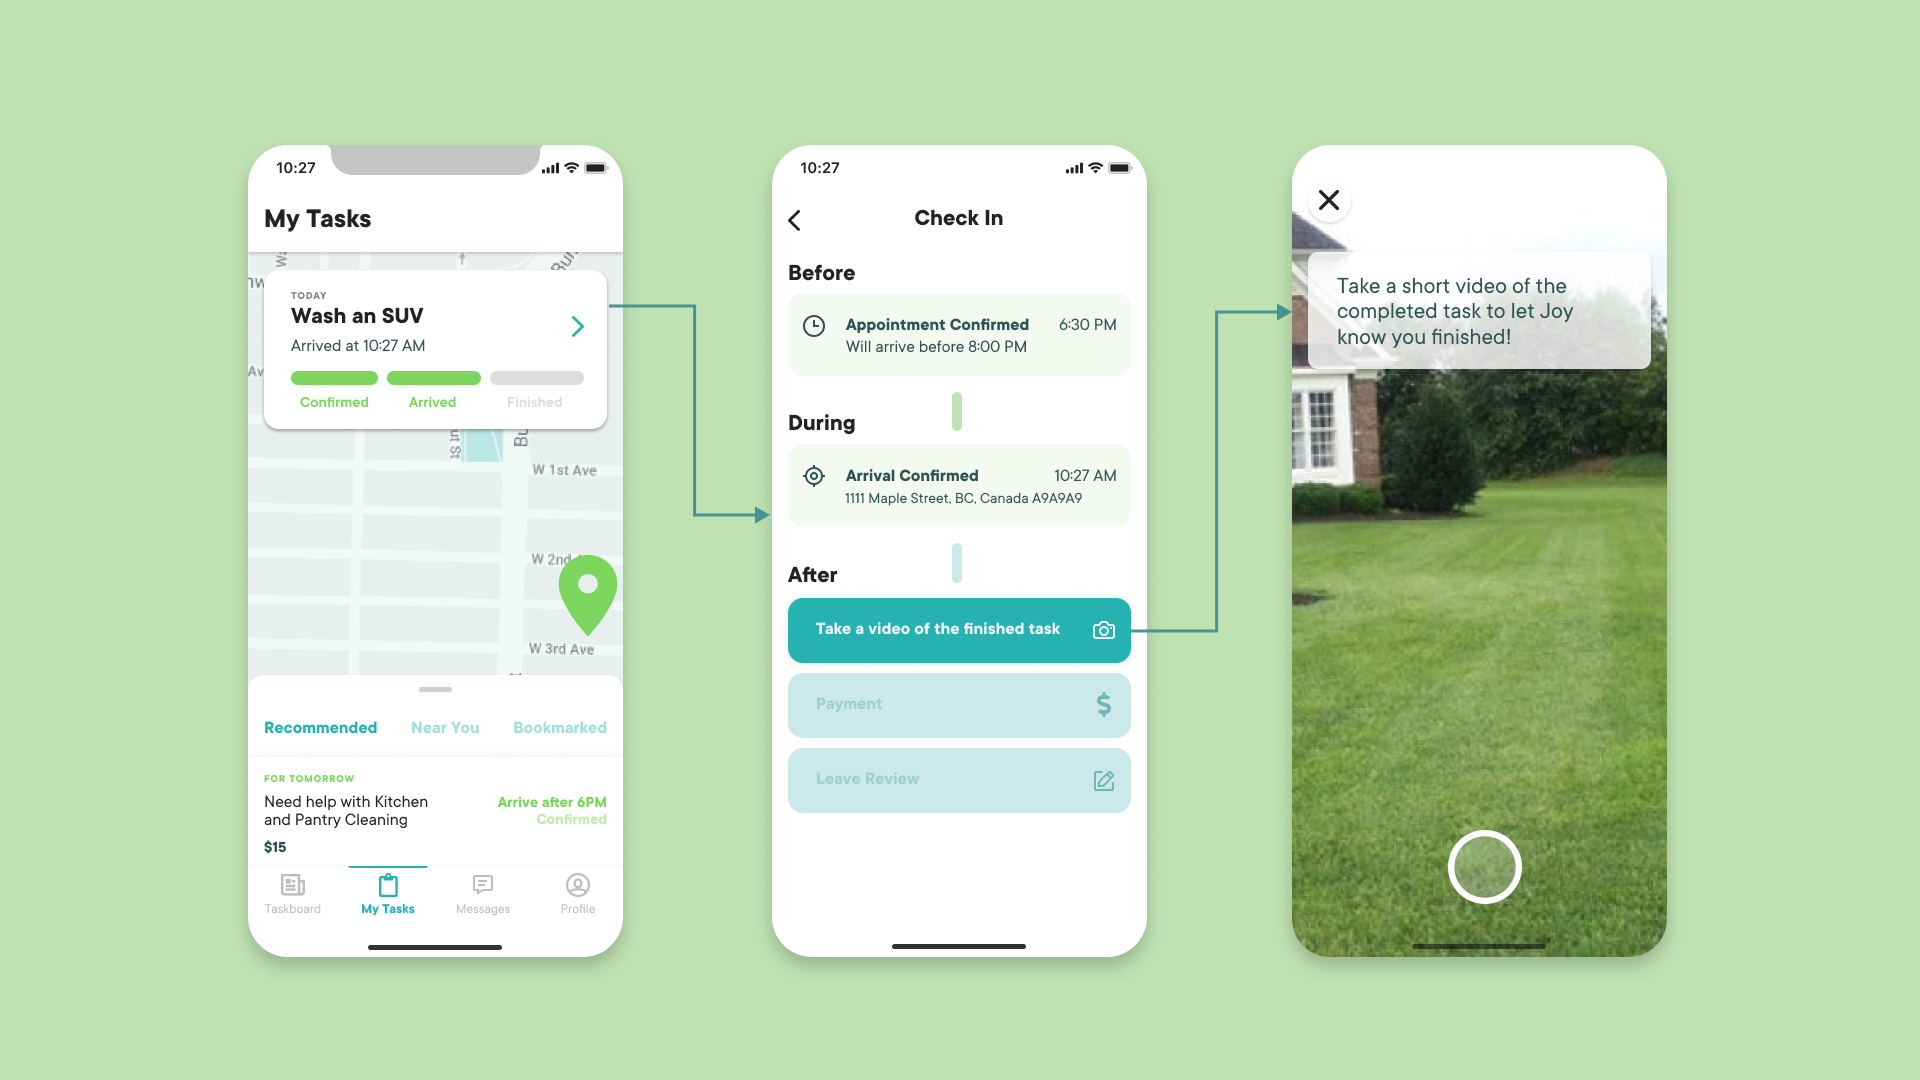 10:27
My Tasks
TODAY
Wash an SUV
Arrived at 10:27 AM
Confirmed
Arrived
Finished
W 1st Ave
W 2nd
W 3rd Ave
Recommended
Near You
Bookmarked
FOR TOMORROW
Need help with Kitchen
and Pantry Cleaning
Arrive after 6PM
Confirmed
$15
Taskboard
My Tasks
Messages
Profile
10:27
Check In
Before
Appointment Confirmed
6:30 PM
Will arrive before 8:00 PM
During
Arrival Confirmed
10:27 AM
1111 Maple Street, BC, Canada A9A9A9
After
Take a video of the finished task
Payment
$
Leave Review
Take a short video of the
completed task to let Joy
know you finished!